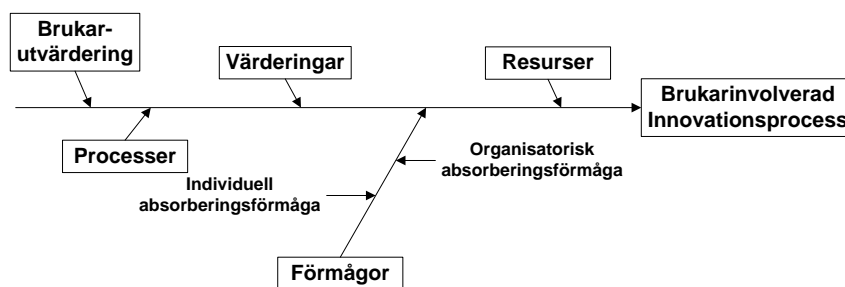 Brukar-
utvärdering
Värderingar
Resurser
Brukarinvolverad
Innovationsprocess
Processer
Organisatorisk
absorberingsförmåga
Individuell
absorberingsförmåga
Förmågor